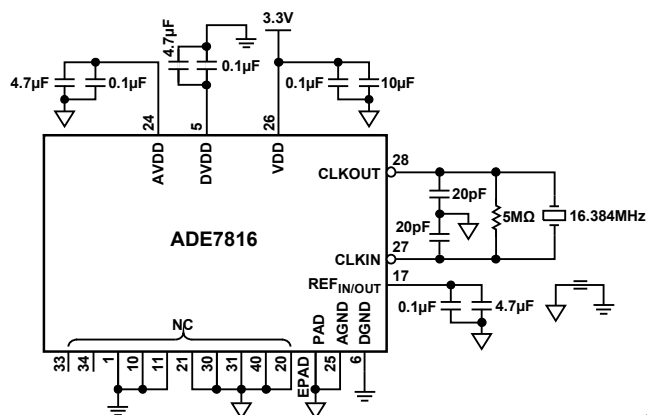 3.3V
4.7µF
4.7µF
0.1µF
0.1µF
0.1µF
10µF
24
5
26
AVDD
DVDD
VDD
28
CLKOUT
20pF
20pF
5MΩ
16.384MHz
ADE7816
27
CLKIN
17
REFIN/OUT
0.1µF
4.7µF
NC
PAD
AGND
DGND
33
34
1
10
11
21
30
31
40
20
EPAD
25
6